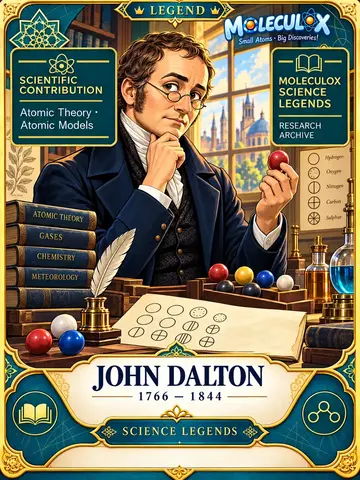 LEGEND
MOLECULOX
Small Atoms • Big Discoveries!
SCIENTIFIC
CONTRIBUTION
Atomic Theory •
Atomic Models
MOLECULOX
SCIENCE
LEGENDS
RESEARCH
ARCHIVE
Hydrogen
Oxygen
Nitrogen
Carbon
Sulphur
ATOMIC THEORY
GASES
CHEMISTRY
METEOROLOGY
JOHN DALTON
1766 – 1844
SCIENCE LEGENDS